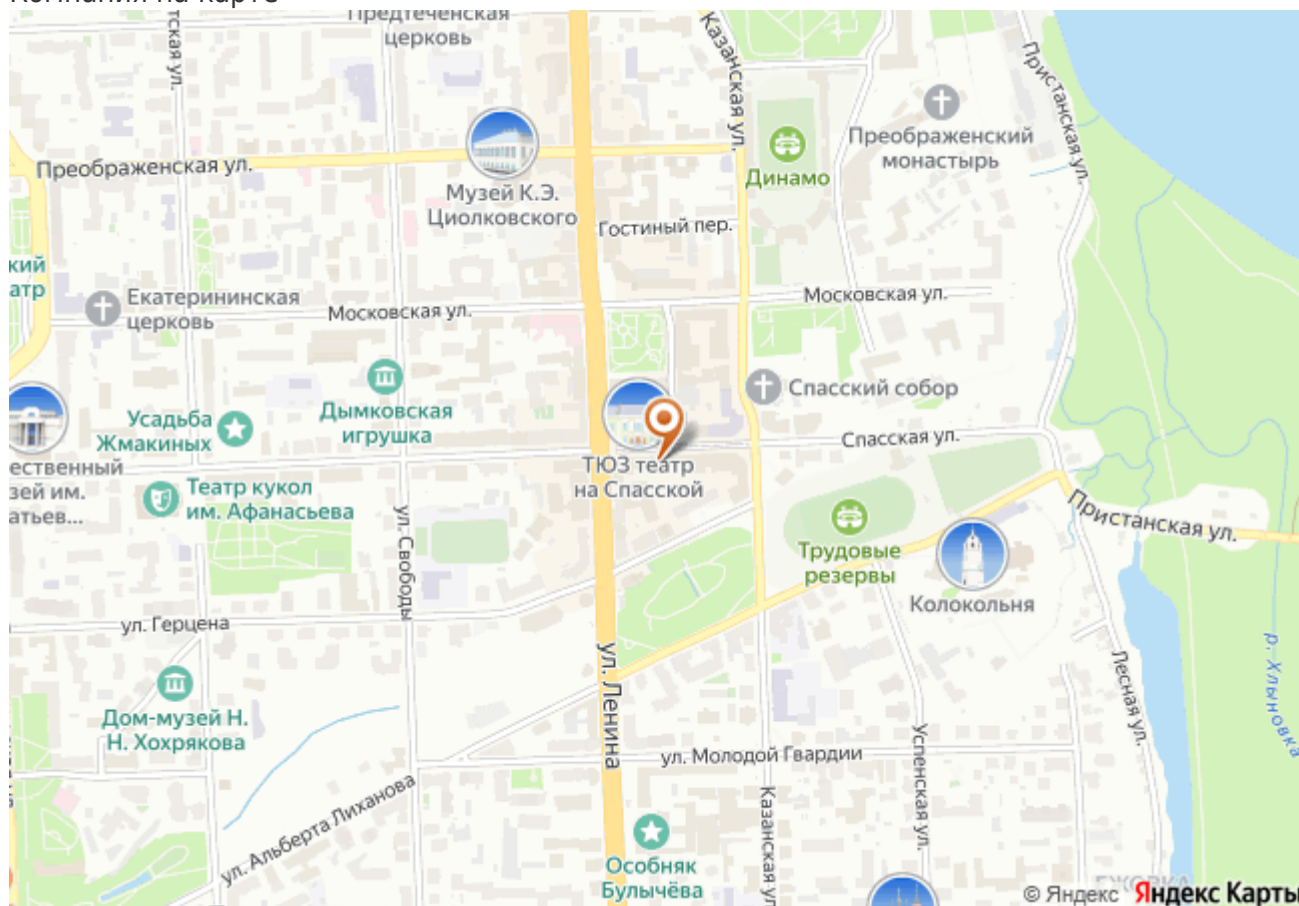 Компания на карте
Предтеченская
церковь
Казанская ул.
Пристанская ул.
Преображенская ул.
Музей К.Э.
Циолковского
Динамо
Преображенский
монастырь
Гостиный пер.
Екатерининская
церковь
Московская ул.
Московская ул.
Усадьба
Жмакиных
Дымковская
игрушка
Спасский собор
Спасская ул.
ТЮЗ театр
на Спасской
Театр кукол
им. Афанасьева
ул. Свободы
Трудовые
резервы
Пристанская ул.
Колокольня
ул. Герцена
ул. Ленина
Лесная ул.
р. Хлыновка
Дом-музей Н.
Н. Хохрякова
ул. Молодой Гвардии
Успенская ул.
Казанская ул
ул. Альберта Лиханова
Особняк
Булычёва
© Яндекс Яндекс Карты